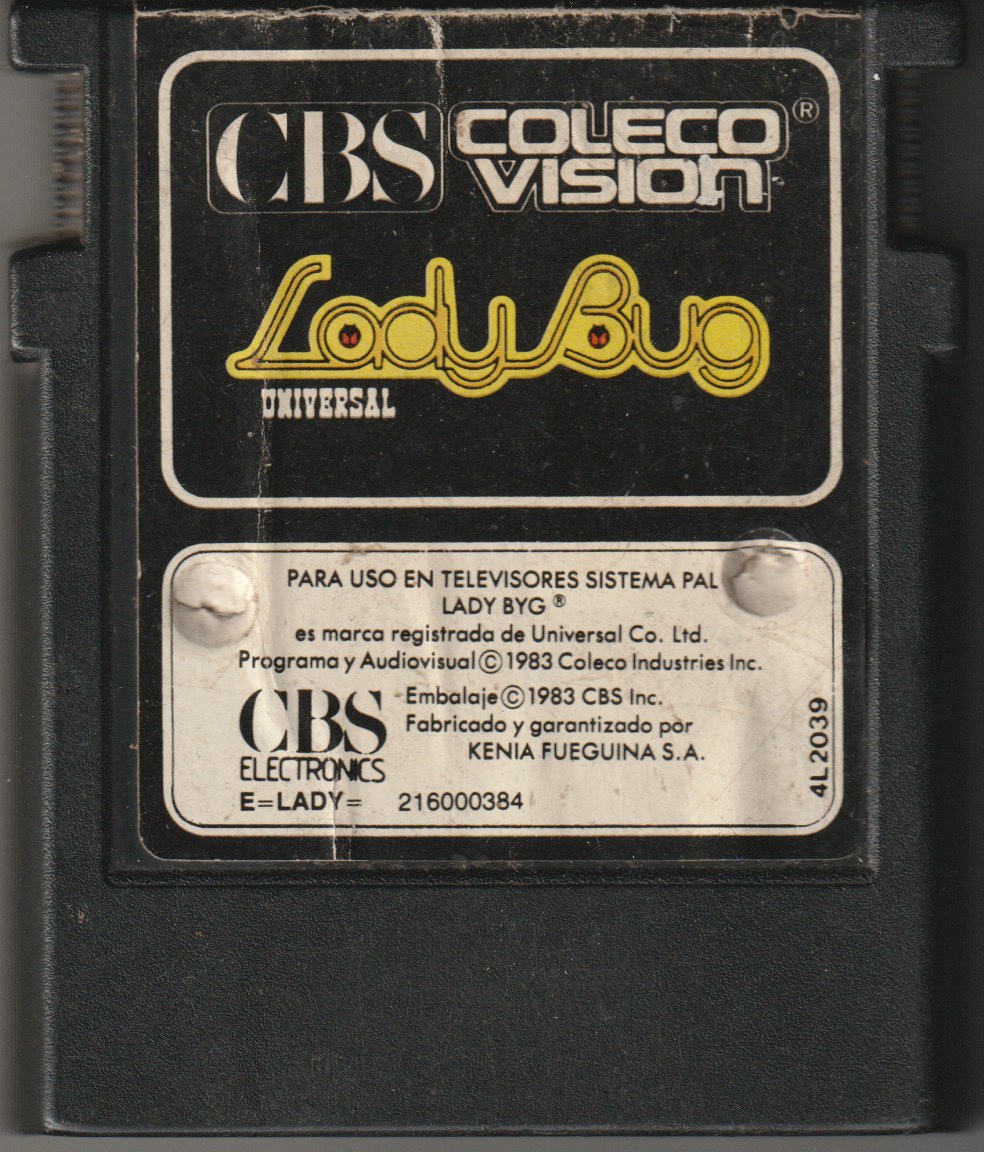 CBS COLECO VISION ®
Lady Bug
UNIVERSAL
PARA USO EN TELEVISORES SISTEMA PAL
LADY BYG ®
es marca registrada de Universal Co. Ltd.
Programa y Audiovisual © 1983 Coleco Industries Inc.
CBS
ELECTRONICS
Embalaje © 1983 CBS Inc.
Fabricado y garantizado por
KENIA FUEGUINA S.A.
E=LADY= 216000384
4L2039